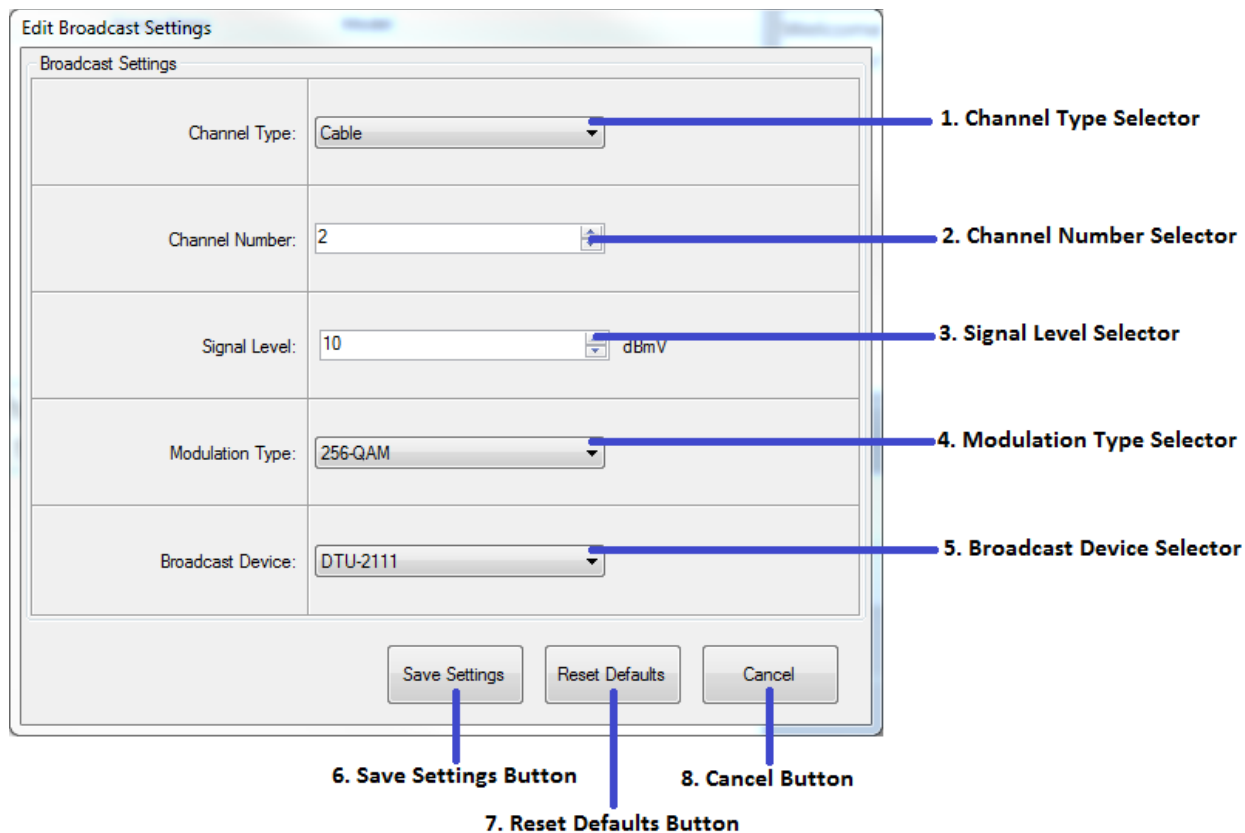 Edit Broadcast Settings
Broadcast Settings
Channel Type: Cable
1. Channel Type Selector
Channel Number: 2
2. Channel Number Selector
Signal Level: 10 dBmV
3. Signal Level Selector
Modulation Type: 256-QAM
4. Modulation Type Selector
Broadcast Device: DTU-2111
5. Broadcast Device Selector
Save Settings Reset Defaults Cancel
6. Save Settings Button
8. Cancel Button
7. Reset Defaults Button